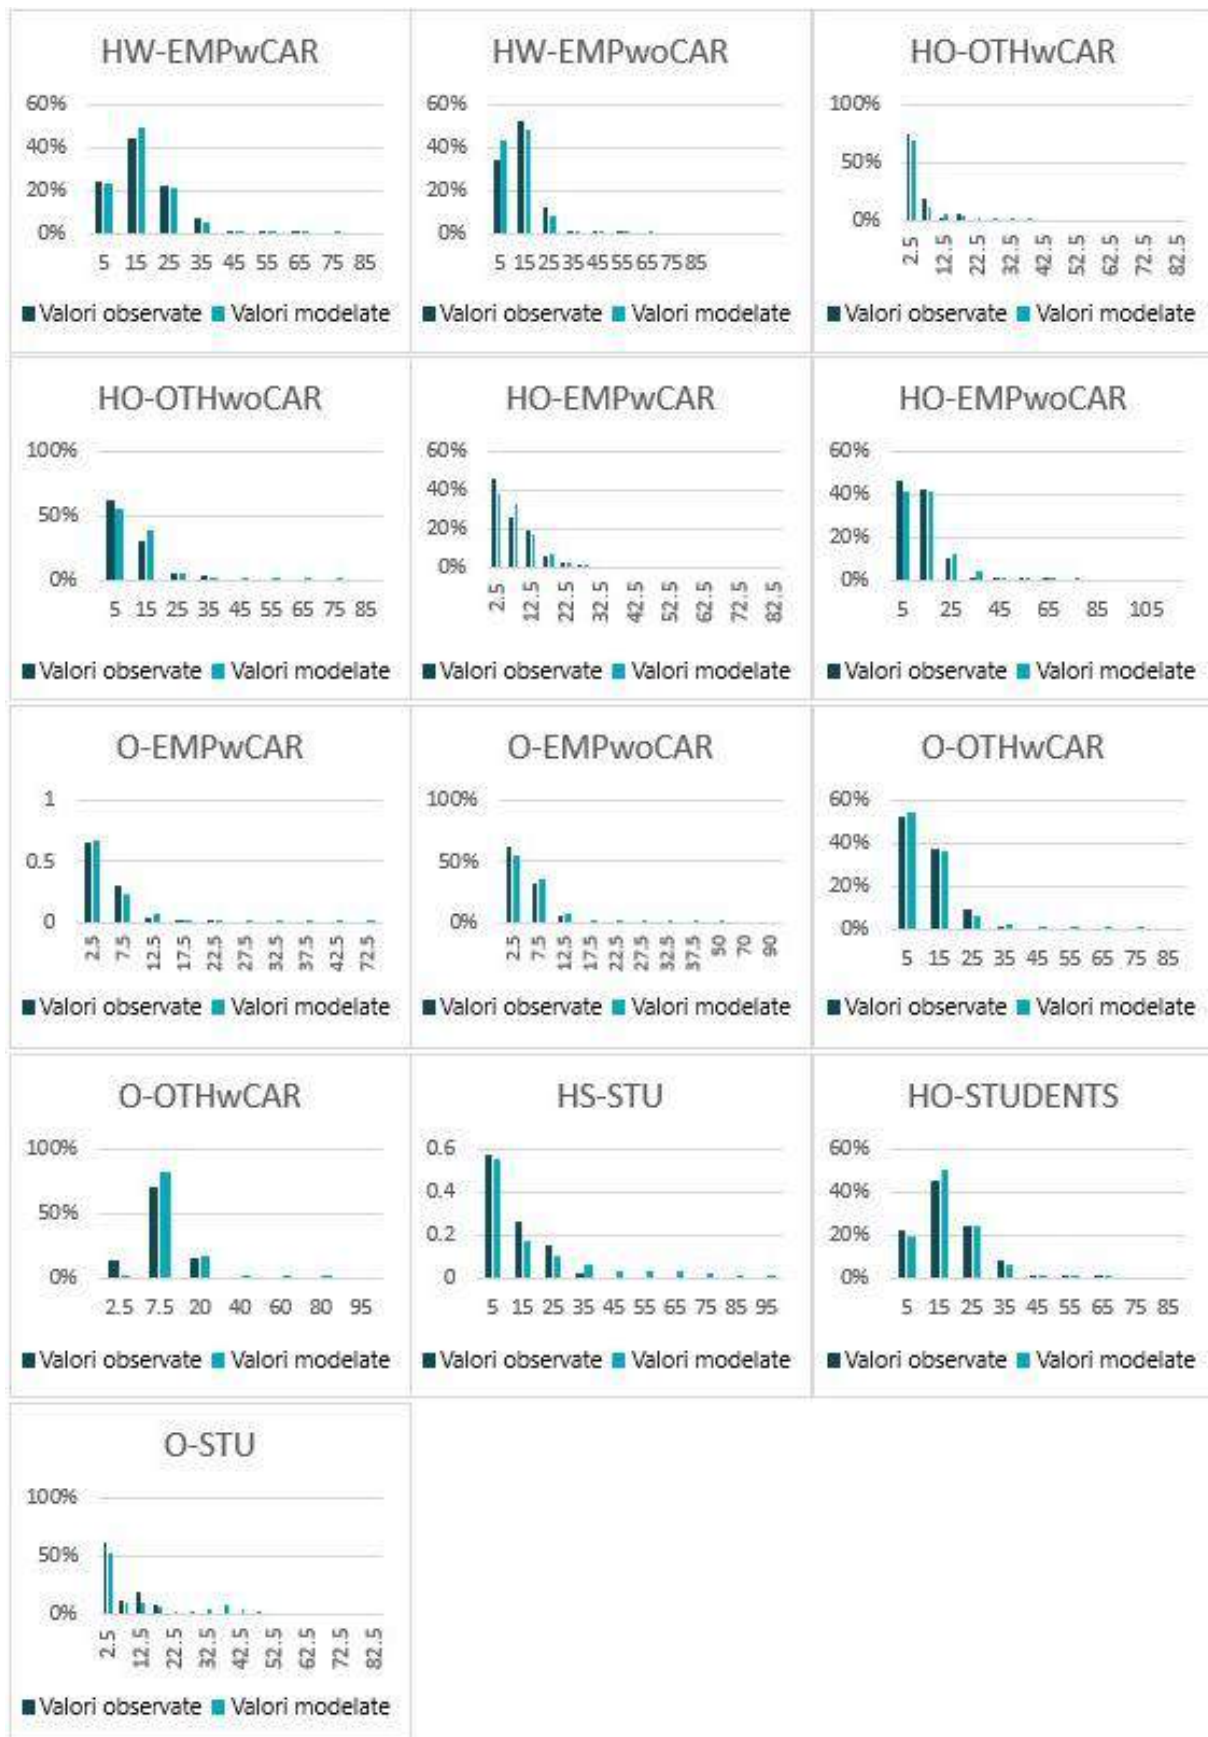 HW-EMPwCAR
60%
40%
20%
0%
5 15 25 35 45 55 65 75 85
Valori observate Valori modelate
HW-EMPwoCAR
60%
40%
20%
0%
5 15 25 35 45 55 65 75 85
Valori observate Valori modelate
HO-OTHwCAR
100%
50%
0%
2.5 12.5 22.5 32.5 42.5 52.5 62.5 72.5 82.5
Valori observate Valori modelate
HO-OTHwoCAR
100%
50%
0%
5 15 25 35 45 55 65 75 85
Valori observate Valori modelate
HO-EMPwCAR
60%
40%
20%
0%
2.5 12.5 22.5 32.5 42.5 52.5 62.5 72.5 82.5
Valori observate Valori modelate
HO-EMPwoCAR
60%
40%
20%
0%
5 25 45 65 85 105
Valori observate Valori modelate
O-EMPwCAR
1
0.5
0
2.5 7.5 12.5 17.5 22.5 27.5 32.5 37.5 42.5 72.5
Valori observate Valori modelate
O-EMPwoCAR
100%
50%
0%
2.5 7.5 12.5 17.5 22.5 27.5 32.5 37.5 50 70 90
Valori observate Valori modelate
O-OTHwCAR
60%
40%
20%
0%
5 15 25 35 45 55 65 75 85
Valori observate Valori modelate
O-OTHwCAR
100%
50%
0%
2.5 7.5 20 40 60 80 95
Valori observate Valori modelate
HS-STU
0.6
0.4
0.2
0
5 15 25 35 45 55 65 75 85 95
Valori observate Valori modelate
HO-STUDENTS
60%
40%
20%
0%
5 15 25 35 45 55 65 75 85
Valori observate Valori modelate
O-STU
100%
50%
0%
2.5 12.5 22.5 32.5 42.5 52.5 62.5 72.5 82.5
Valori observate Valori modelate